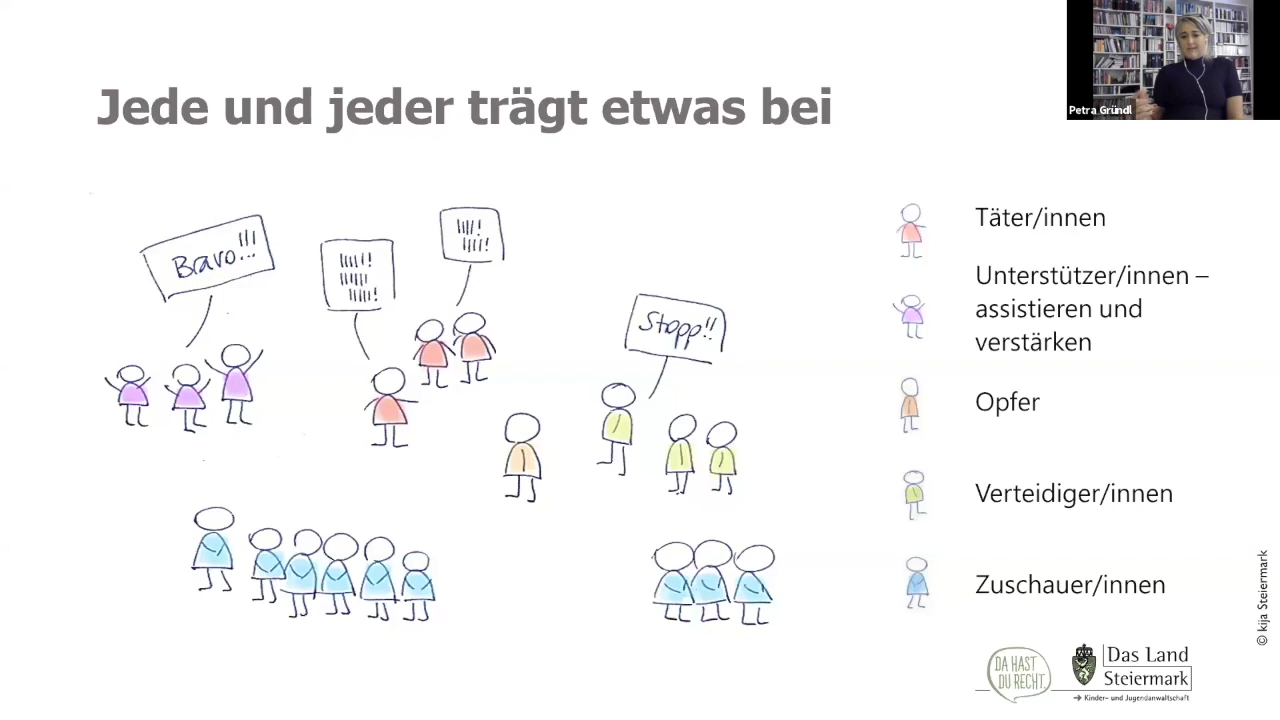 Petra Gründl
Jede und jeder trägt etwas bei
Bravo!!!
Stopp!!
Täter/innen
Unterstützer/innen –
assistieren und
verstärken
Opfer
Verteidiger/innen
Zuschauer/innen
© kija Steiermark
DA HAST
DU RECHT.
Das Land
Steiermark
→ Kinder- und Jugendanwaltschaft